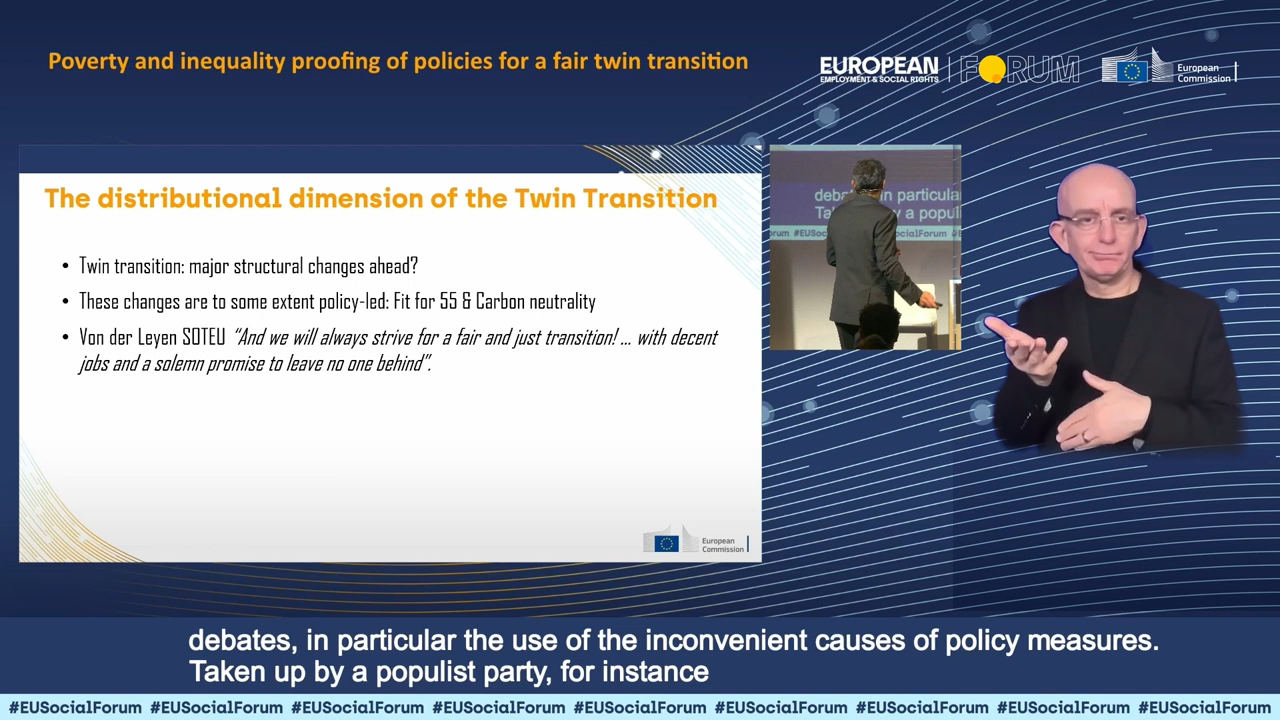 Poverty and inequality proofing of policies for a fair twin transition
EUROPEAN
EMPLOYMENT & SOCIAL RIGHTS
FORUM
European
Commission
The distributional dimension of the Twin Transition
• Twin transition: major structural changes ahead?
• These changes are to some extent policy-led: Fit for 55 & Carbon neutrality
• Von der Leyen SOTEU “And we will always strive for a fair and just transition! ... with decent
jobs and a solemn promise to leave no one behind”.
European
Commission
debates, in particular the use of the inconvenient causes of policy measures.
Taken up by a populist party, for instance
#EUSocialForum #EUSocialForum #EUSocialForum #EUSocialForum #EUSocialForum #EUSocialForum #EUSocialForum #EUSocialForum #EUSocialForum